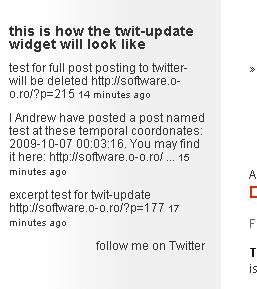 this is how the twit-update
widget will look like
test for full post posting to twitter-
will be deleted http://software.o-
o.ro/?p=215 14 minutes ago
I Andrew have posted a post named
test at these temporal coordonates:
2009-10-07 00:03:16. You may find
it here: http://software.o-o.ro/ ... 15
minutes ago
excerpt test for twit-update
http://software.o-o.ro/?p=177 17
minutes ago
follow me on Twitter
»
A
F
T
is